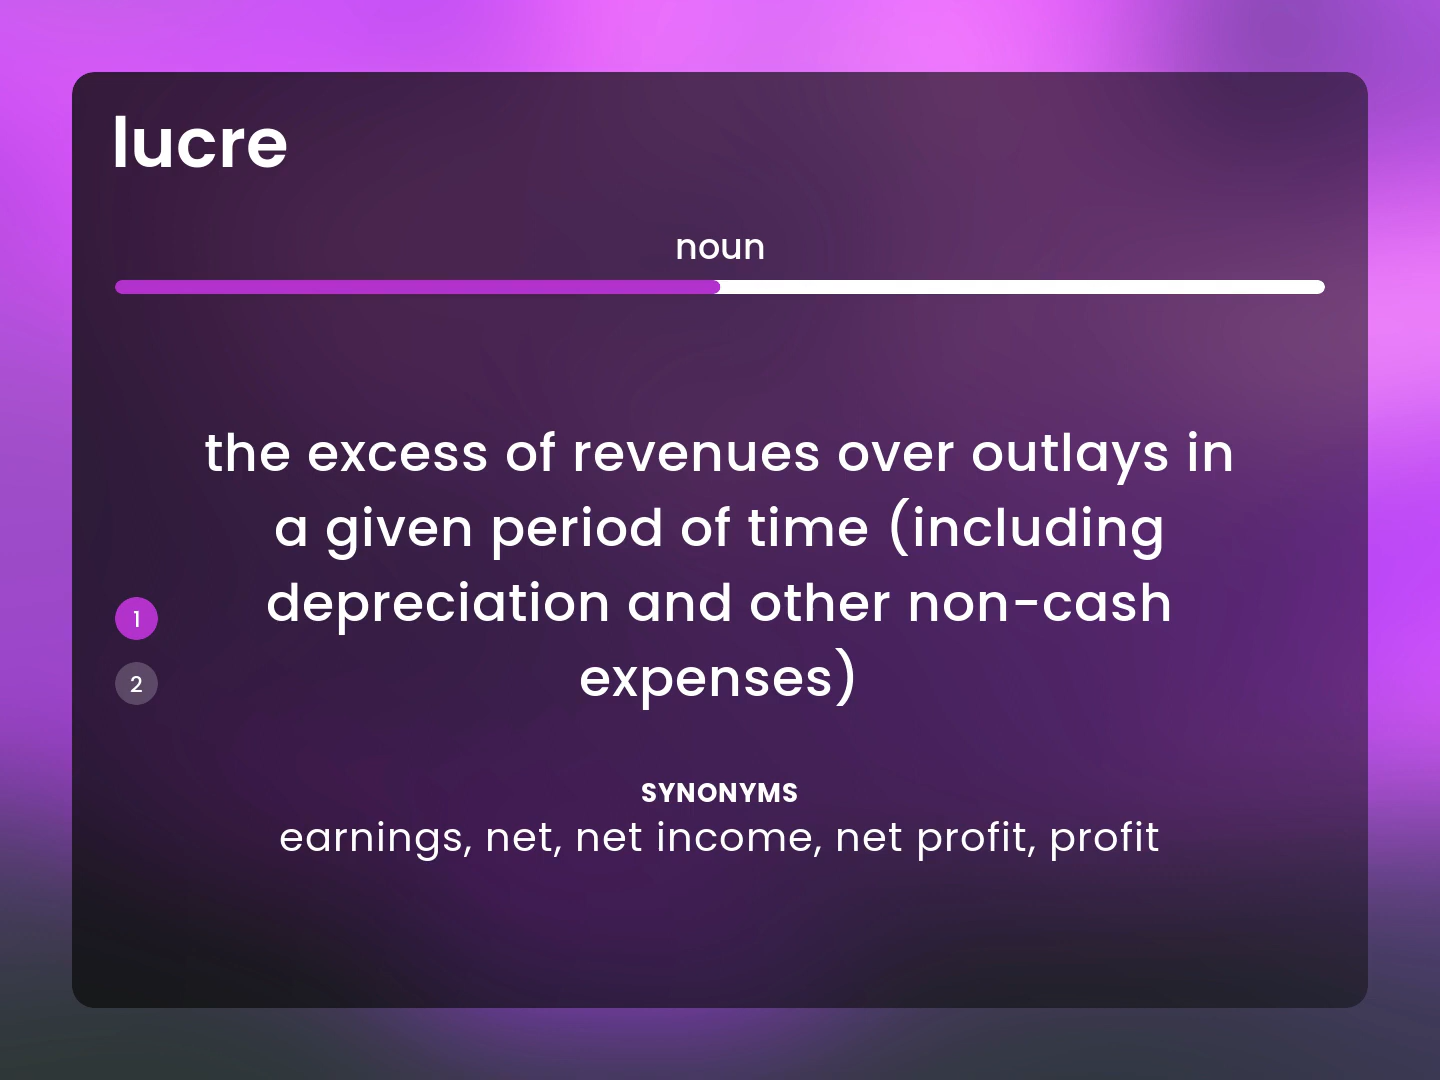 lucre
noun
the excess of revenues over outlays in
a given period of time (including
depreciation and other non-cash
expenses)
1
2
SYNONYMS
earnings, net, net income, net profit, profit